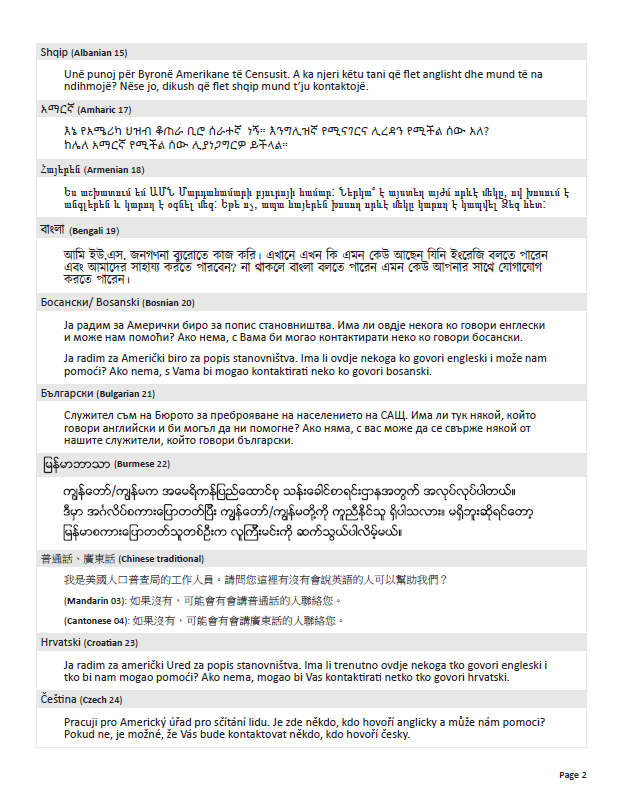 Shqip (Albanian 15)
Unë punoj për Byronë Amerikane të Censusit. A ka njeri këtu tani që flet anglisht dhe mund të na
ndihmojë? Nëse jo, dikush që flet shqip mund t'ju kontaktojë.
አማርኛ (Amharic 17)
እኔ የአሜሪካ ህዝብ ቆጠራ ቢሮ ሰራተኛ ነኝ። እንግሊዝኛ የሚናገርና ሊረዳን የሚችል ሰው አለ?
ከሌለ አማርኛ የሚችል ሰው ሊያነጋግርዎ ይችላል።
Հայերեն (Armenian 18)
Ես աշխատում եմ ԱՄՆ Մարդահամարի բյուրոյի համար: Ներկա՞ է այստեղ այժմ որևէ մեկը, ով խոսում է
անգլերեն և կարող է օգնել մեզ: Եթե ոչ, ապա հայերեն խոսող որևէ մեկը կարող է կապվել Ձեզ հետ:
বাংলা (Bengali 19)
আমি ইউ.এস. জনগণনা ব্যুরোতে কাজ করি। এখানে এখন কি এমন কেউ আছেন যিনি ইংরেজি বলতে পারেন
এবং আমাদের সাহায্য করতে পারবেন? না থাকলে বাংলা বলতে পারেন এমন কেউ আপনার সাথে যোগাযোগ
করতে পারেন।
Босански/ Bosanski (Bosnian 20)
Ја радим за Амерички биро за попис становништва. Има ли овдје некога ко говори енглески
и може нам помоћи? Ако нема, с Вама би могао контактирати неко ко говори босански.
Ja radim za Američki biro za popis stanovništva. Ima li ovdje nekoga ko govori engleski i može nam
pomoći? Ako nema, s Vama bi mogao kontaktirati neko ko govori bosanski.
Български (Bulgarian 21)
Служител съм на Бюрото за преброяване на населението на САЩ. Има ли тук някой, който
говори английски и би могъл да ни помогне? Ако няма, с вас може да се свърже някой от
нашите служители, който говори български.
မြန်မာဘာသာ (Burmese 22)
ကျွန်တော်/ကျွန်မက အမေရိကန်ပြည်ထောင်စု သန်းခေါင်စာရင်းဌာနအတွက် အလုပ်လုပ်ပါတယ်။
ဒီမှာ အင်္ဂလိပ်စကားပြောတတ်ပြီး ကျွန်တော်/ကျွန်မတို့ကို ကူညီနိုင်သူ ရှိပါသလား။ မရှိဘူးဆိုရင်တော့
မြန်မာစကားပြောတတ်သူတစ်ဦးက လူကြီးမင်းကို ဆက်သွယ်ပါလိမ့်မယ်။
普通話、廣東話 (Chinese traditional)
我是美國人口普查局的工作人員。請問您這裡有沒有會說英語的人可以幫助我們？
(Mandarin 03): 如果沒有，可能會有會講普通話的人聯絡您。
(Cantonese 04): 如果沒有，可能會有會講廣東話的人聯絡您。
Hrvatski (Croatian 23)
Ja radim za američki Ured za popis stanovništva. Ima li trenutno ovdje nekoga tko govori engleski i
tko bi nam mogao pomoći? Ako nema, mogao bi Vas kontaktirati netko tko govori hrvatski.
Čeština (Czech 24)
Pracuji pro Americký úřad pro sčítání lidu. Je zde někdo, kdo hovoří anglicky a může nám pomoci?
Pokud ne, je možné, že Vás bude kontaktovat někdo, kdo hovoří česky.
Page 2